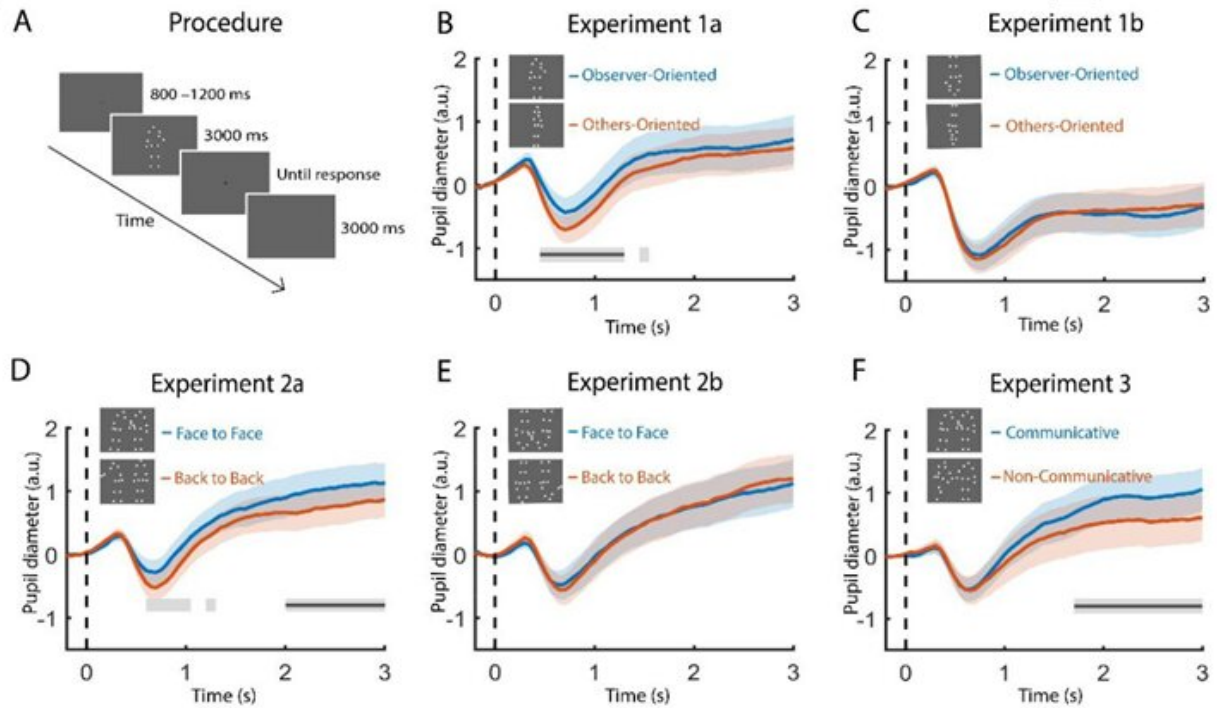 A
Procedure
800 –1200 ms
3000 ms
Until response
3000 ms
Time
B
Experiment 1a
Observer-Oriented
Others-Oriented
Pupil diameter (a.u.)
2
1
0
-1
0
1
2
3
Time (s)
C
Experiment 1b
Observer-Oriented
Others-Oriented
Pupil diameter (a.u.)
2
1
0
-1
0
1
2
3
Time (s)
D
Experiment 2a
Face to Face
Back to Back
Pupil diameter (a.u.)
2
1
0
-1
0
1
2
3
Time (s)
E
Experiment 2b
Face to Face
Back to Back
Pupil diameter (a.u.)
2
1
0
-1
0
1
2
3
Time (s)
F
Experiment 3
Communicative
Non-Communicative
Pupil diameter (a.u.)
2
1
0
-1
0
1
2
3
Time (s)